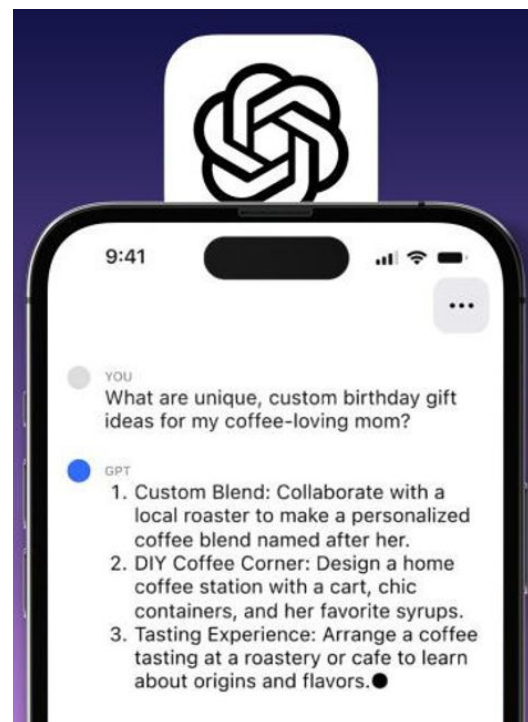 9:41
YOU
What are unique, custom birthday gift
ideas for my coffee-loving mom?
GPT
1. Custom Blend: Collaborate with a
local roaster to make a personalized
coffee blend named after her.
2. DIY Coffee Corner: Design a home
coffee station with a cart, chic
containers, and her favorite syrups.
3. Tasting Experience: Arrange a coffee
tasting at a roastery or cafe to learn
about origins and flavors.